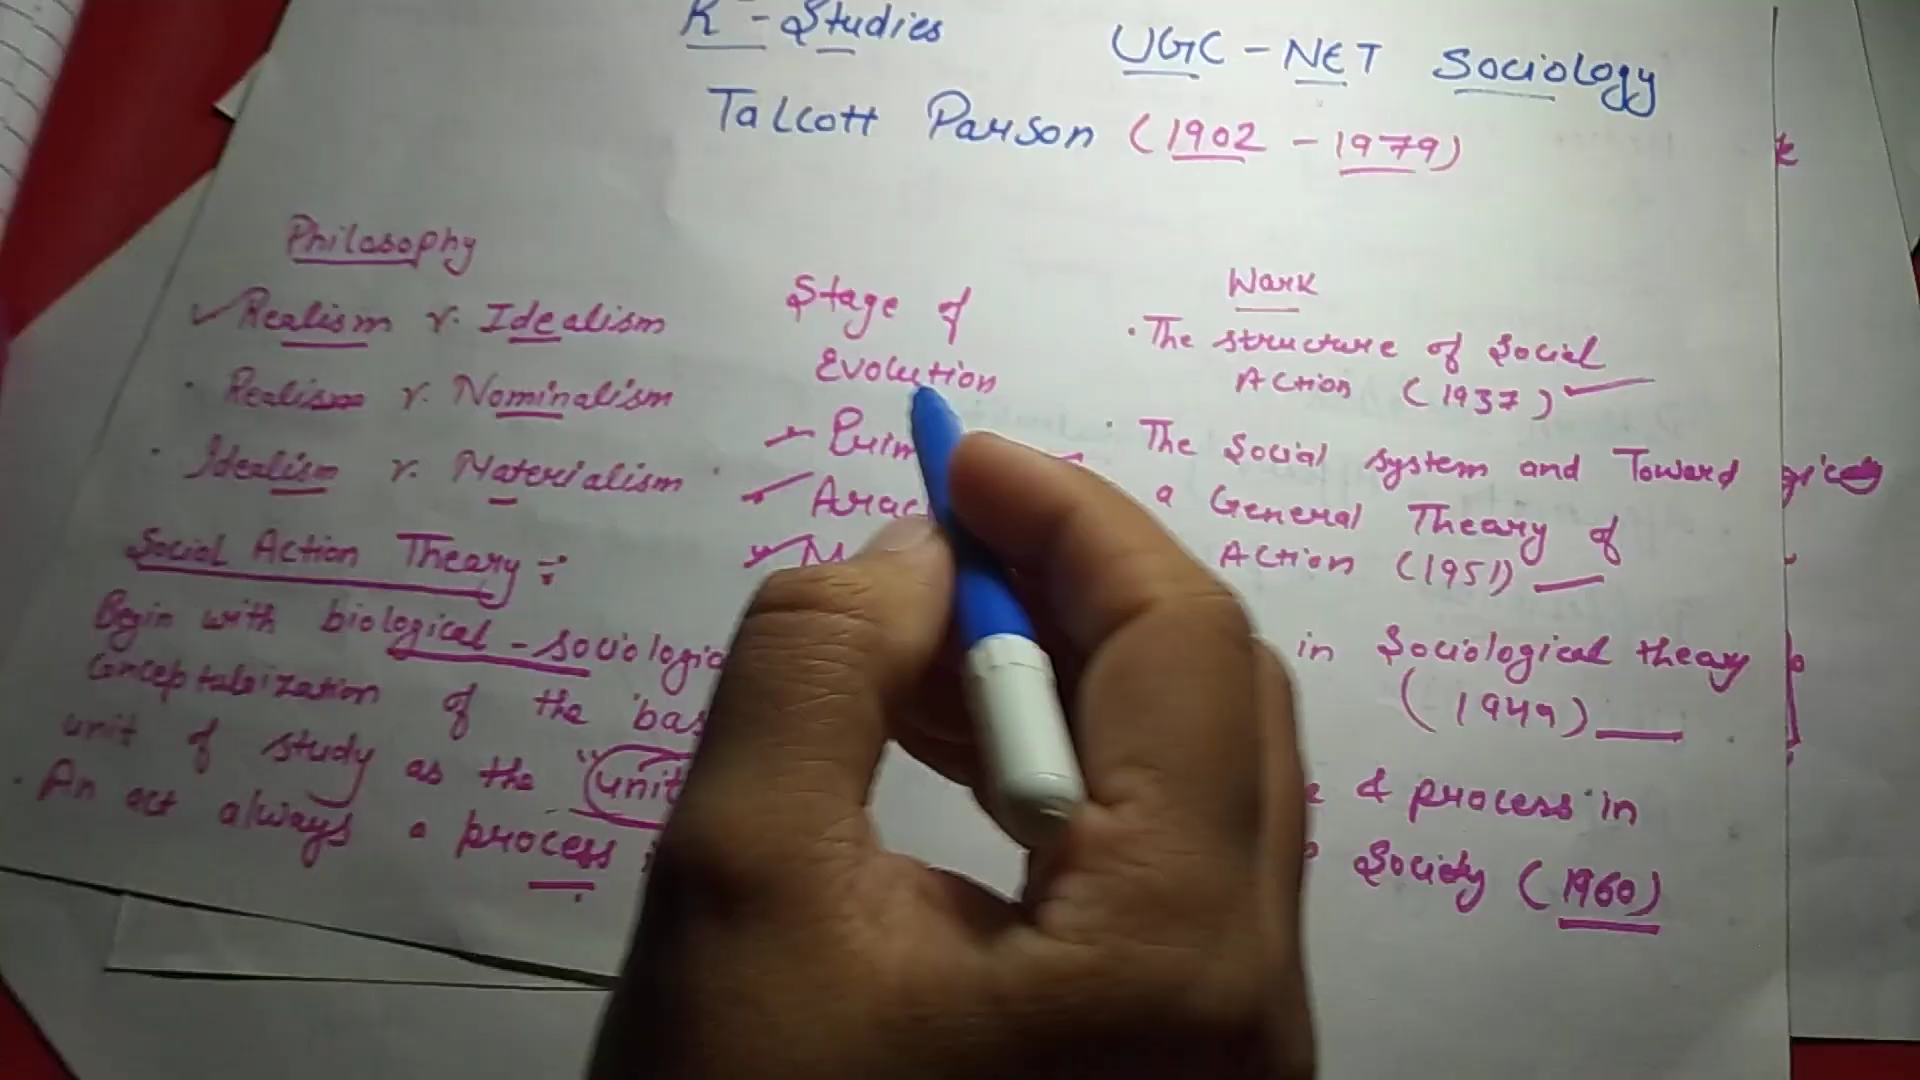 K - Studies
UGC - NET Sociology
Talcott Parson (1902 - 1979)
Philosophy
Realism v. Idealism
Realism v. Nominalism
Idealism v. Materialism
Social Action Theory :-
Begin with biological - sociologic
conceptulization of the bas
unit of study as the "unit
An act always a process
Stage of
Evolution
Work
The structure of Social
Action (1937)
The Social system and Toward
a General Theory of
Action (1951)
in Sociological theory
(1949)
& process in
Society (1960)